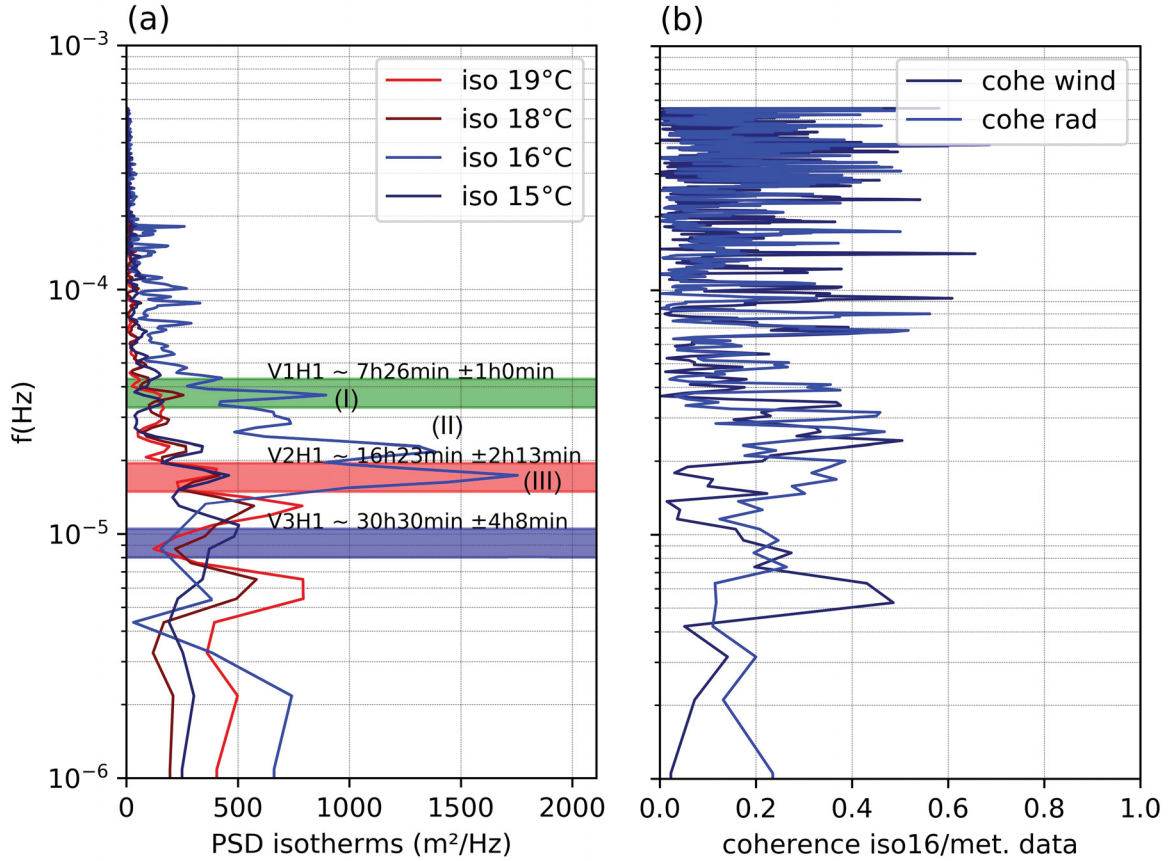 (a)
10⁻³
10⁻⁴
10⁻⁵
10⁻⁶
f(Hz)
iso 19°C
iso 18°C
iso 16°C
iso 15°C
V1H1 ~ 7h26min ±1h0min
(I)
(II)
V2H1 ~ 16h23min ±2h13min
(III)
V3H1 ~ 30h30min ±4h8min
0 500 1000 1500 2000
PSD isotherms (m²/Hz)
(b)
cohe wind
cohe rad
0.0 0.2 0.4 0.6 0.8 1.0
coherence iso16/met. data